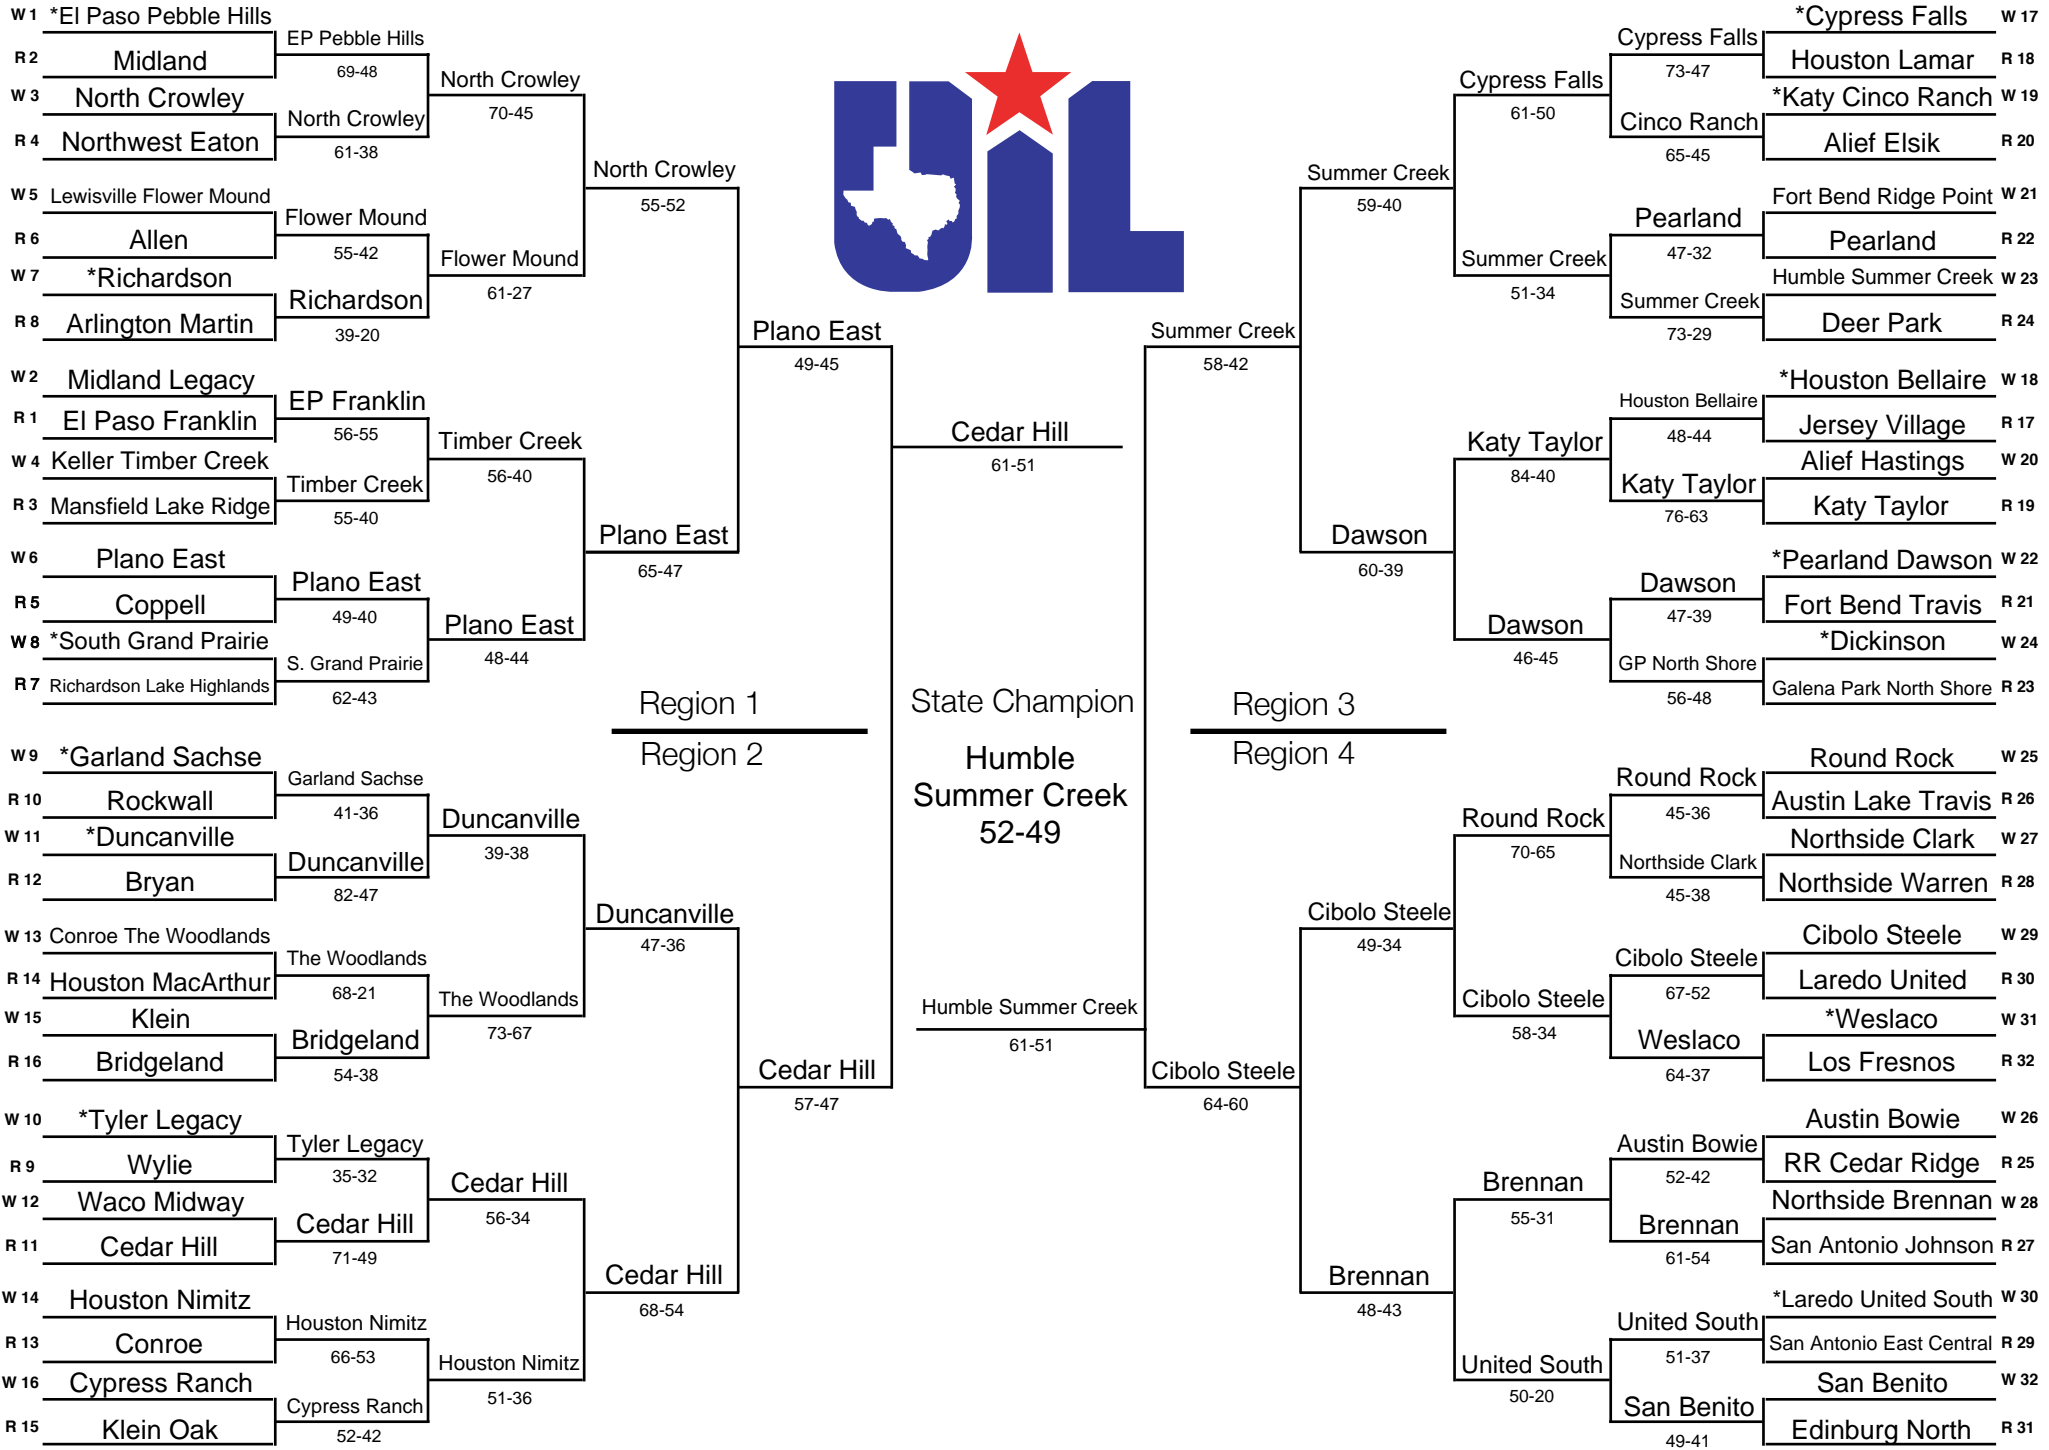 W 1 *El Paso Pebble Hills
R 2 Midland
W 3 North Crowley
R 4 Northwest Eaton
W 5 Lewisville Flower Mound
R 6 Allen
W 7 *Richardson
R 8 Arlington Martin
W 2 Midland Legacy
R 1 El Paso Franklin
W 4 Keller Timber Creek
R 3 Mansfield Lake Ridge
W 6 Plano East
R 5 Coppell
W 8 *South Grand Prairie
R 7 Richardson Lake Highlands
W 9 *Garland Sachse
R 10 Rockwall
W 11 *Duncanville
R 12 Bryan
W 13 Conroe The Woodlands
R 14 Houston MacArthur
W 15 Klein
R 16 Bridgeland
W 10 *Tyler Legacy
R 9 Wylie
W 12 Waco Midway
R 11 Cedar Hill
W 14 Houston Nimitz
R 13 Conroe
W 16 Cypress Ranch
R 15 Klein Oak
EP Pebble Hills
69-48
North Crowley
61-38
Flower Mound
55-42
Richardson
39-20
EP Franklin
56-55
Timber Creek
55-40
Plano East
49-40
S. Grand Prairie
62-43
Garland Sachse
41-36
Duncanville
82-47
The Woodlands
68-21
Bridgeland
54-38
Tyler Legacy
35-32
Cedar Hill
71-49
Houston Nimitz
66-53
Cypress Ranch
52-42
North Crowley
70-45
Flower Mound
61-27
Timber Creek
56-40
Plano East
48-44
Duncanville
39-38
The Woodlands
73-67
Cedar Hill
56-34
Houston Nimitz
51-36
North Crowley
55-52
Plano East
65-47
Region 1
Region 2
Duncanville
47-36
Cedar Hill
68-54
Plano East
49-45
Cedar Hill
57-47
UIL
Cedar Hill
61-51
State Champion
Humble
Summer Creek
52-49
Humble Summer Creek
61-51
Summer Creek
58-42
Cibolo Steele
64-60
Summer Creek
59-40
Dawson
60-39
Region 3
Region 4
Cibolo Steele
49-34
Brennan
48-43
Cypress Falls
61-50
Summer Creek
51-34
Katy Taylor
84-40
Dawson
46-45
Round Rock
70-65
Cibolo Steele
58-34
Brennan
55-31
United South
50-20
Cypress Falls
73-47
Cinco Ranch
65-45
Pearland
47-32
Summer Creek
73-29
Houston Bellaire
48-44
Katy Taylor
76-63
Dawson
47-39
GP North Shore
56-48
Round Rock
45-36
Northside Clark
45-38
Cibolo Steele
67-52
Weslaco
64-37
Austin Bowie
52-42
Brennan
61-54
United South
51-37
San Benito
49-41
*Cypress Falls W 17
Houston Lamar R 18
*Katy Cinco Ranch W 19
Alief Elsik R 20
Fort Bend Ridge Point W 21
Pearland R 22
Humble Summer Creek W 23
Deer Park R 24
*Houston Bellaire W 18
Jersey Village R 17
Alief Hastings W 20
Katy Taylor R 19
*Pearland Dawson W 22
Fort Bend Travis R 21
*Dickinson W 24
Galena Park North Shore R 23
Round Rock W 25
Austin Lake Travis R 26
Northside Clark W 27
Northside Warren R 28
Cibolo Steele W 29
Laredo United R 30
*Weslaco W 31
Los Fresnos R 32
Austin Bowie W 26
RR Cedar Ridge R 25
Northside Brennan W 28
San Antonio Johnson R 27
*Laredo United South W 30
San Antonio East Central R 29
San Benito W 32
Edinburg North R 31